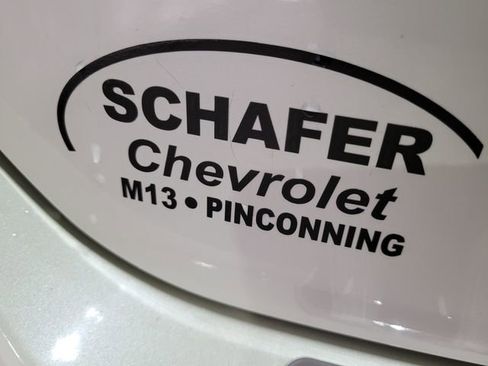 SCHAFER
Chevrolet
M13 • PINCONNING